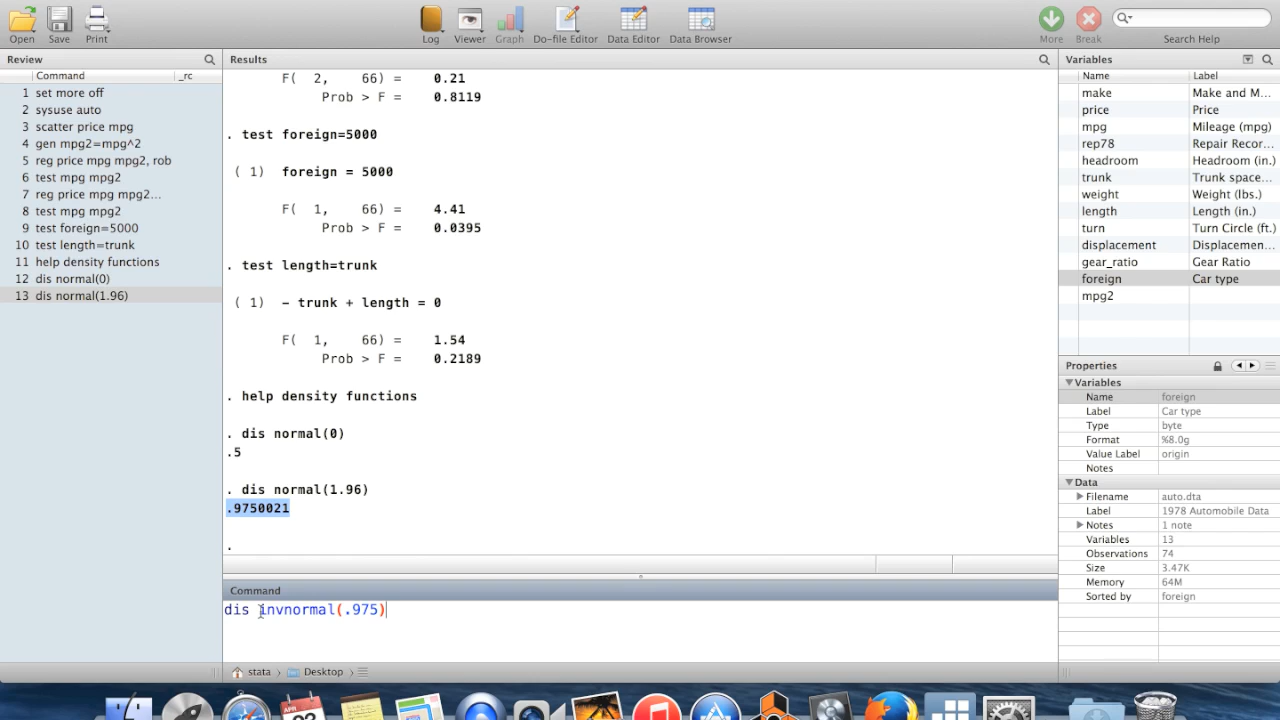 Open Save Print Log Viewer Graph Do-file Editor Data Editor Data Browser More Break Search Help
Review
Command _rc
1 set more off
2 sysuse auto
3 scatter price mpg
4 gen mpg2=mpg^2
5 reg price mpg mpg2, rob
6 test mpg mpg2
7 reg price mpg mpg2...
8 test mpg mpg2
9 test foreign=5000
10 test length=trunk
11 help density functions
12 dis normal(0)
13 dis normal(1.96)
Results
F( 2, 66) = 0.21
Prob > F = 0.8119
. test foreign=5000
( 1) foreign = 5000
F( 1, 66) = 4.41
Prob > F = 0.0395
. test length=trunk
( 1) - trunk + length = 0
F( 1, 66) = 1.54
Prob > F = 0.2189
. help density functions
. dis normal(0)
.5
. dis normal(1.96)
.9750021
.
Command
dis invnormal(.975)
stata Desktop
Variables
Name Label
make Make and M...
price Price
mpg Mileage (mpg)
rep78 Repair Recor...
headroom Headroom (in.)
trunk Trunk space...
weight Weight (lbs.)
length Length (in.)
turn Turn Circle (ft.)
displacement Displacemen...
gear_ratio Gear Ratio
foreign Car type
mpg2
Properties
Variables
Name foreign
Label Car type
Type byte
Format %8.0g
Value Label origin
Notes
Data
Filename auto.dta
Label 1978 Automobile Data
Notes 1 note
Variables 13
Observations 74
Size 3.47K
Memory 64M
Sorted by foreign
APR